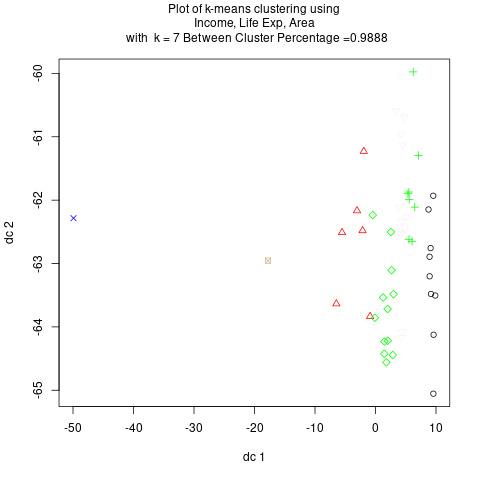 Plot of k-means clustering using
Income, Life Exp, Area
with k = 7 Between Cluster Percentage =0.9888
dc 2
-60
-61
-62
-63
-64
-65
-50
-40
-30
-20
-10
0
10
dc 1